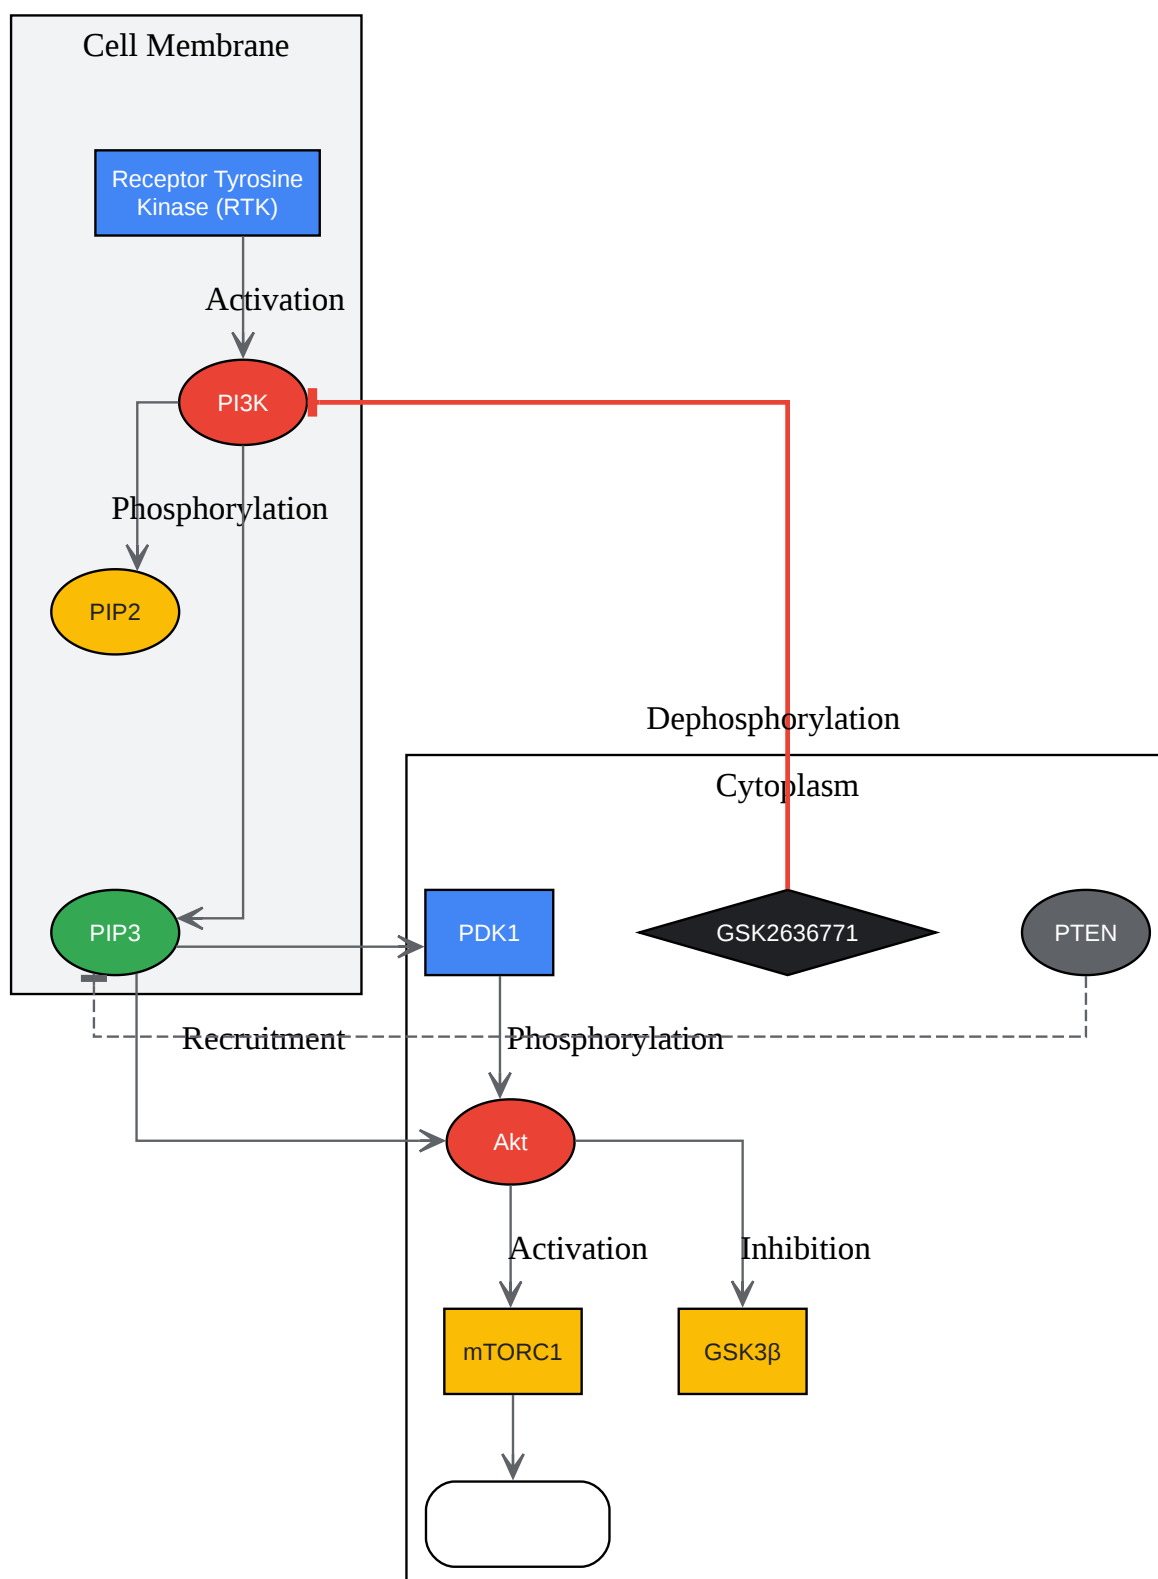 Cell Membrane
Receptor Tyrosine
Kinase (RTK)
Activation
PI3K
Phosphorylation
PIP2
Dephosphorylation
Cytoplasm
PIP3
PDK1
GSK2636771
PTEN
Recruitment
Phosphorylation
Akt
Activation
Inhibition
mTORC1
GSK3β